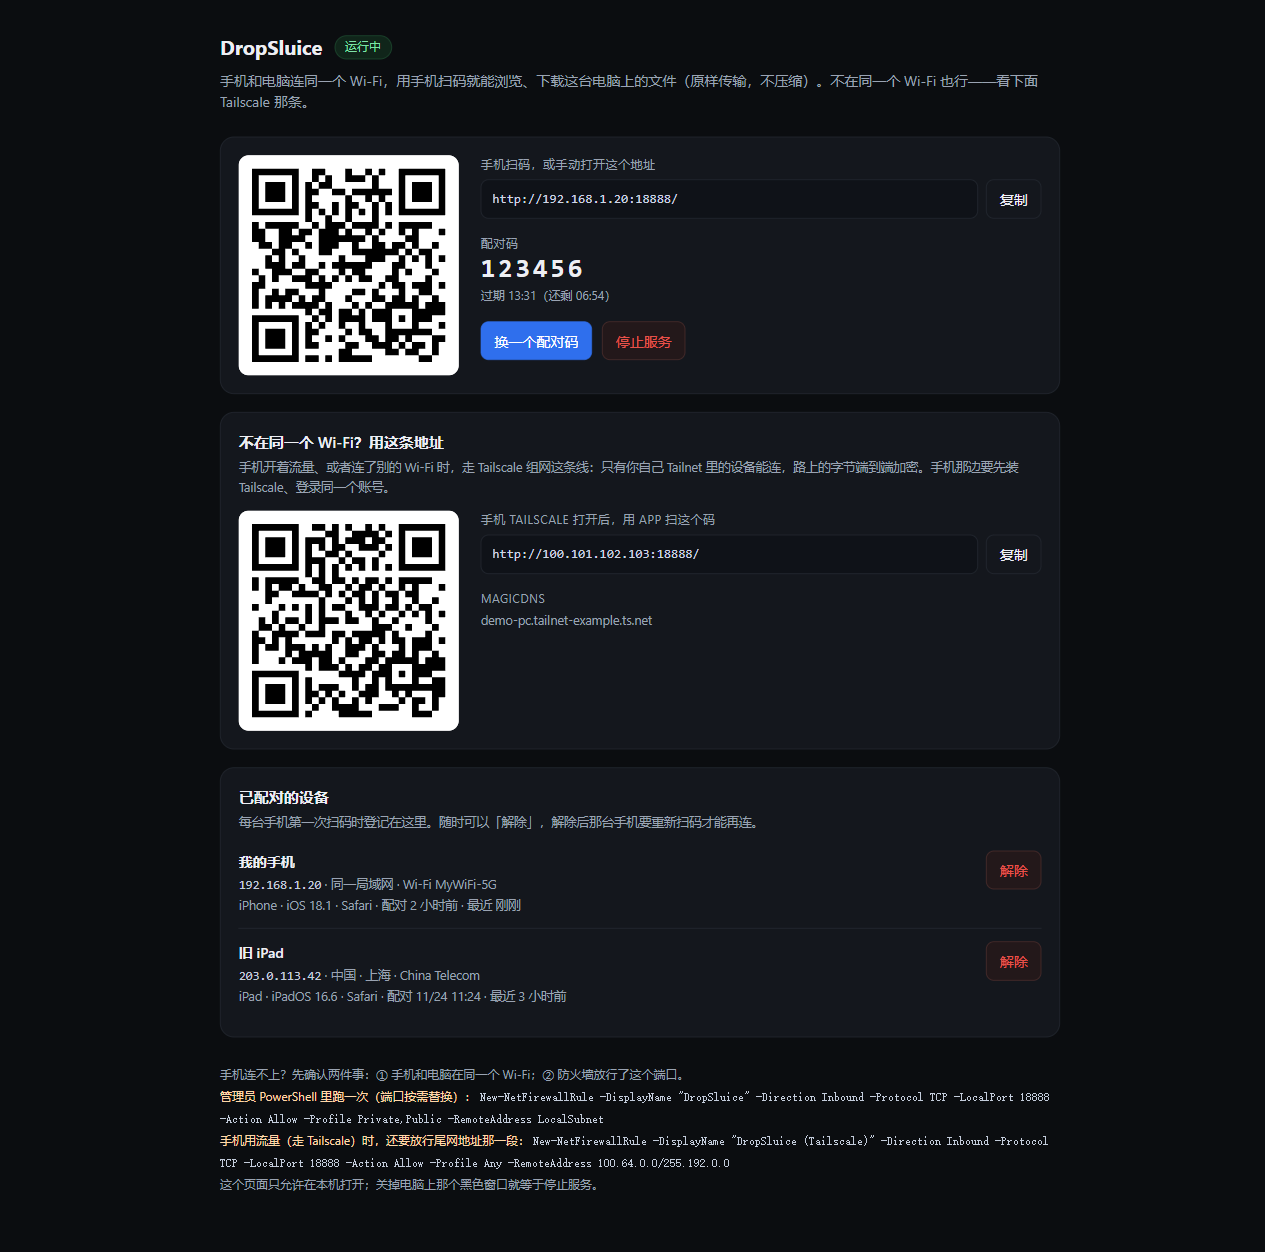 DropSluice 运行中
手机和电脑连同一个 Wi-Fi，用手机扫码就能浏览、下载这台电脑上的文件（原样传输，不压缩）。不在同一个 Wi-Fi 也行——看下面
Tailscale 那条。
手机扫码，或手动打开这个地址
http://192.168.1.20:18888/ 复制
配对码
123456
过期 13:31（还剩 06:54）
换一个配对码 停止服务
不在同一个 Wi-Fi？用这条地址
手机开着流量、或者连了别的 Wi-Fi 时，走 Tailscale 组网这条线：只有你自己 Tailnet 里的设备能连，路上的字节端到端加密。手机那边要先装
Tailscale、登录同一个账号。
手机 TAILSCALE 打开后，用 APP 扫这个码
http://100.101.102.103:18888/ 复制
MAGICDNS
demo-pc.tailnet-example.ts.net
已配对的设备
每台手机第一次扫码时登记在这里。随时可以「解除」，解除后那台手机要重新扫码才能再连。
我的手机 解除
192.168.1.20 · 同一局域网 · Wi-Fi MyWiFi-5G
iPhone · iOS 18.1 · Safari · 配对 2 小时前 · 最近 刚刚
旧 iPad 解除
203.0.113.42 · 中国 · 上海 · China Telecom
iPad · iPadOS 16.6 · Safari · 配对 11/24 11:24 · 最近 3 小时前
手机连不上？先确认两件事：① 手机和电脑在同一个 Wi-Fi；② 防火墙放行了这个端口。
管理员 PowerShell 里跑一次（端口按需替换）： New-NetFirewallRule -DisplayName "DropSluice" -Direction Inbound -Protocol TCP -LocalPort 18888
-Action Allow -Profile Private,Public -RemoteAddress LocalSubnet
手机用流量（走 Tailscale）时，还要放行尾网地址那一段： New-NetFirewallRule -DisplayName "DropSluice (Tailscale)" -Direction Inbound -Protocol
TCP -LocalPort 18888 -Action Allow -Profile Any -RemoteAddress 100.64.0.0/255.192.0.0
这个页面只允许在本机打开；关掉电脑上那个黑色窗口就等于停止服务。